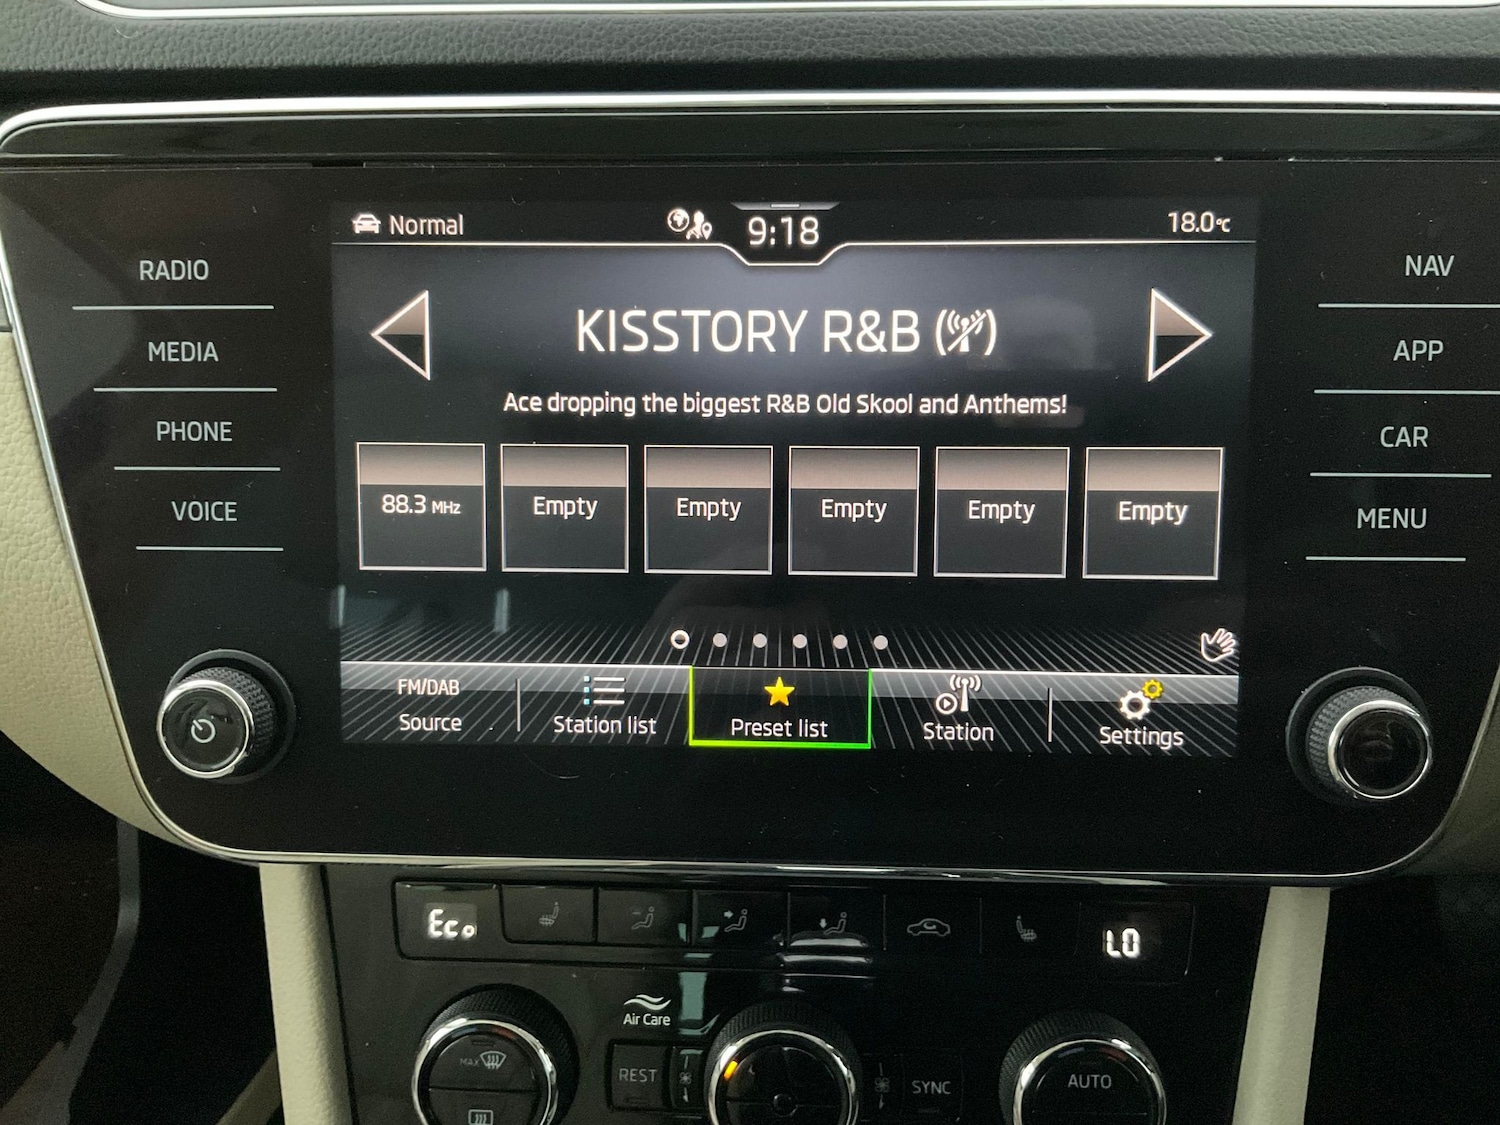 Normal
9:18
18.0°C
RADIO
MEDIA
PHONE
VOICE
NAV
APP
CAR
MENU
KISSTORY R&B
Ace dropping the biggest R&B Old Skool and Anthems!
88.3 MHz
Empty
Empty
Empty
Empty
Empty
FM/DAB
Source
Station list
Preset list
Station
Settings
Eco
LO
Air Care
MAX
REST
SYNC
AUTO